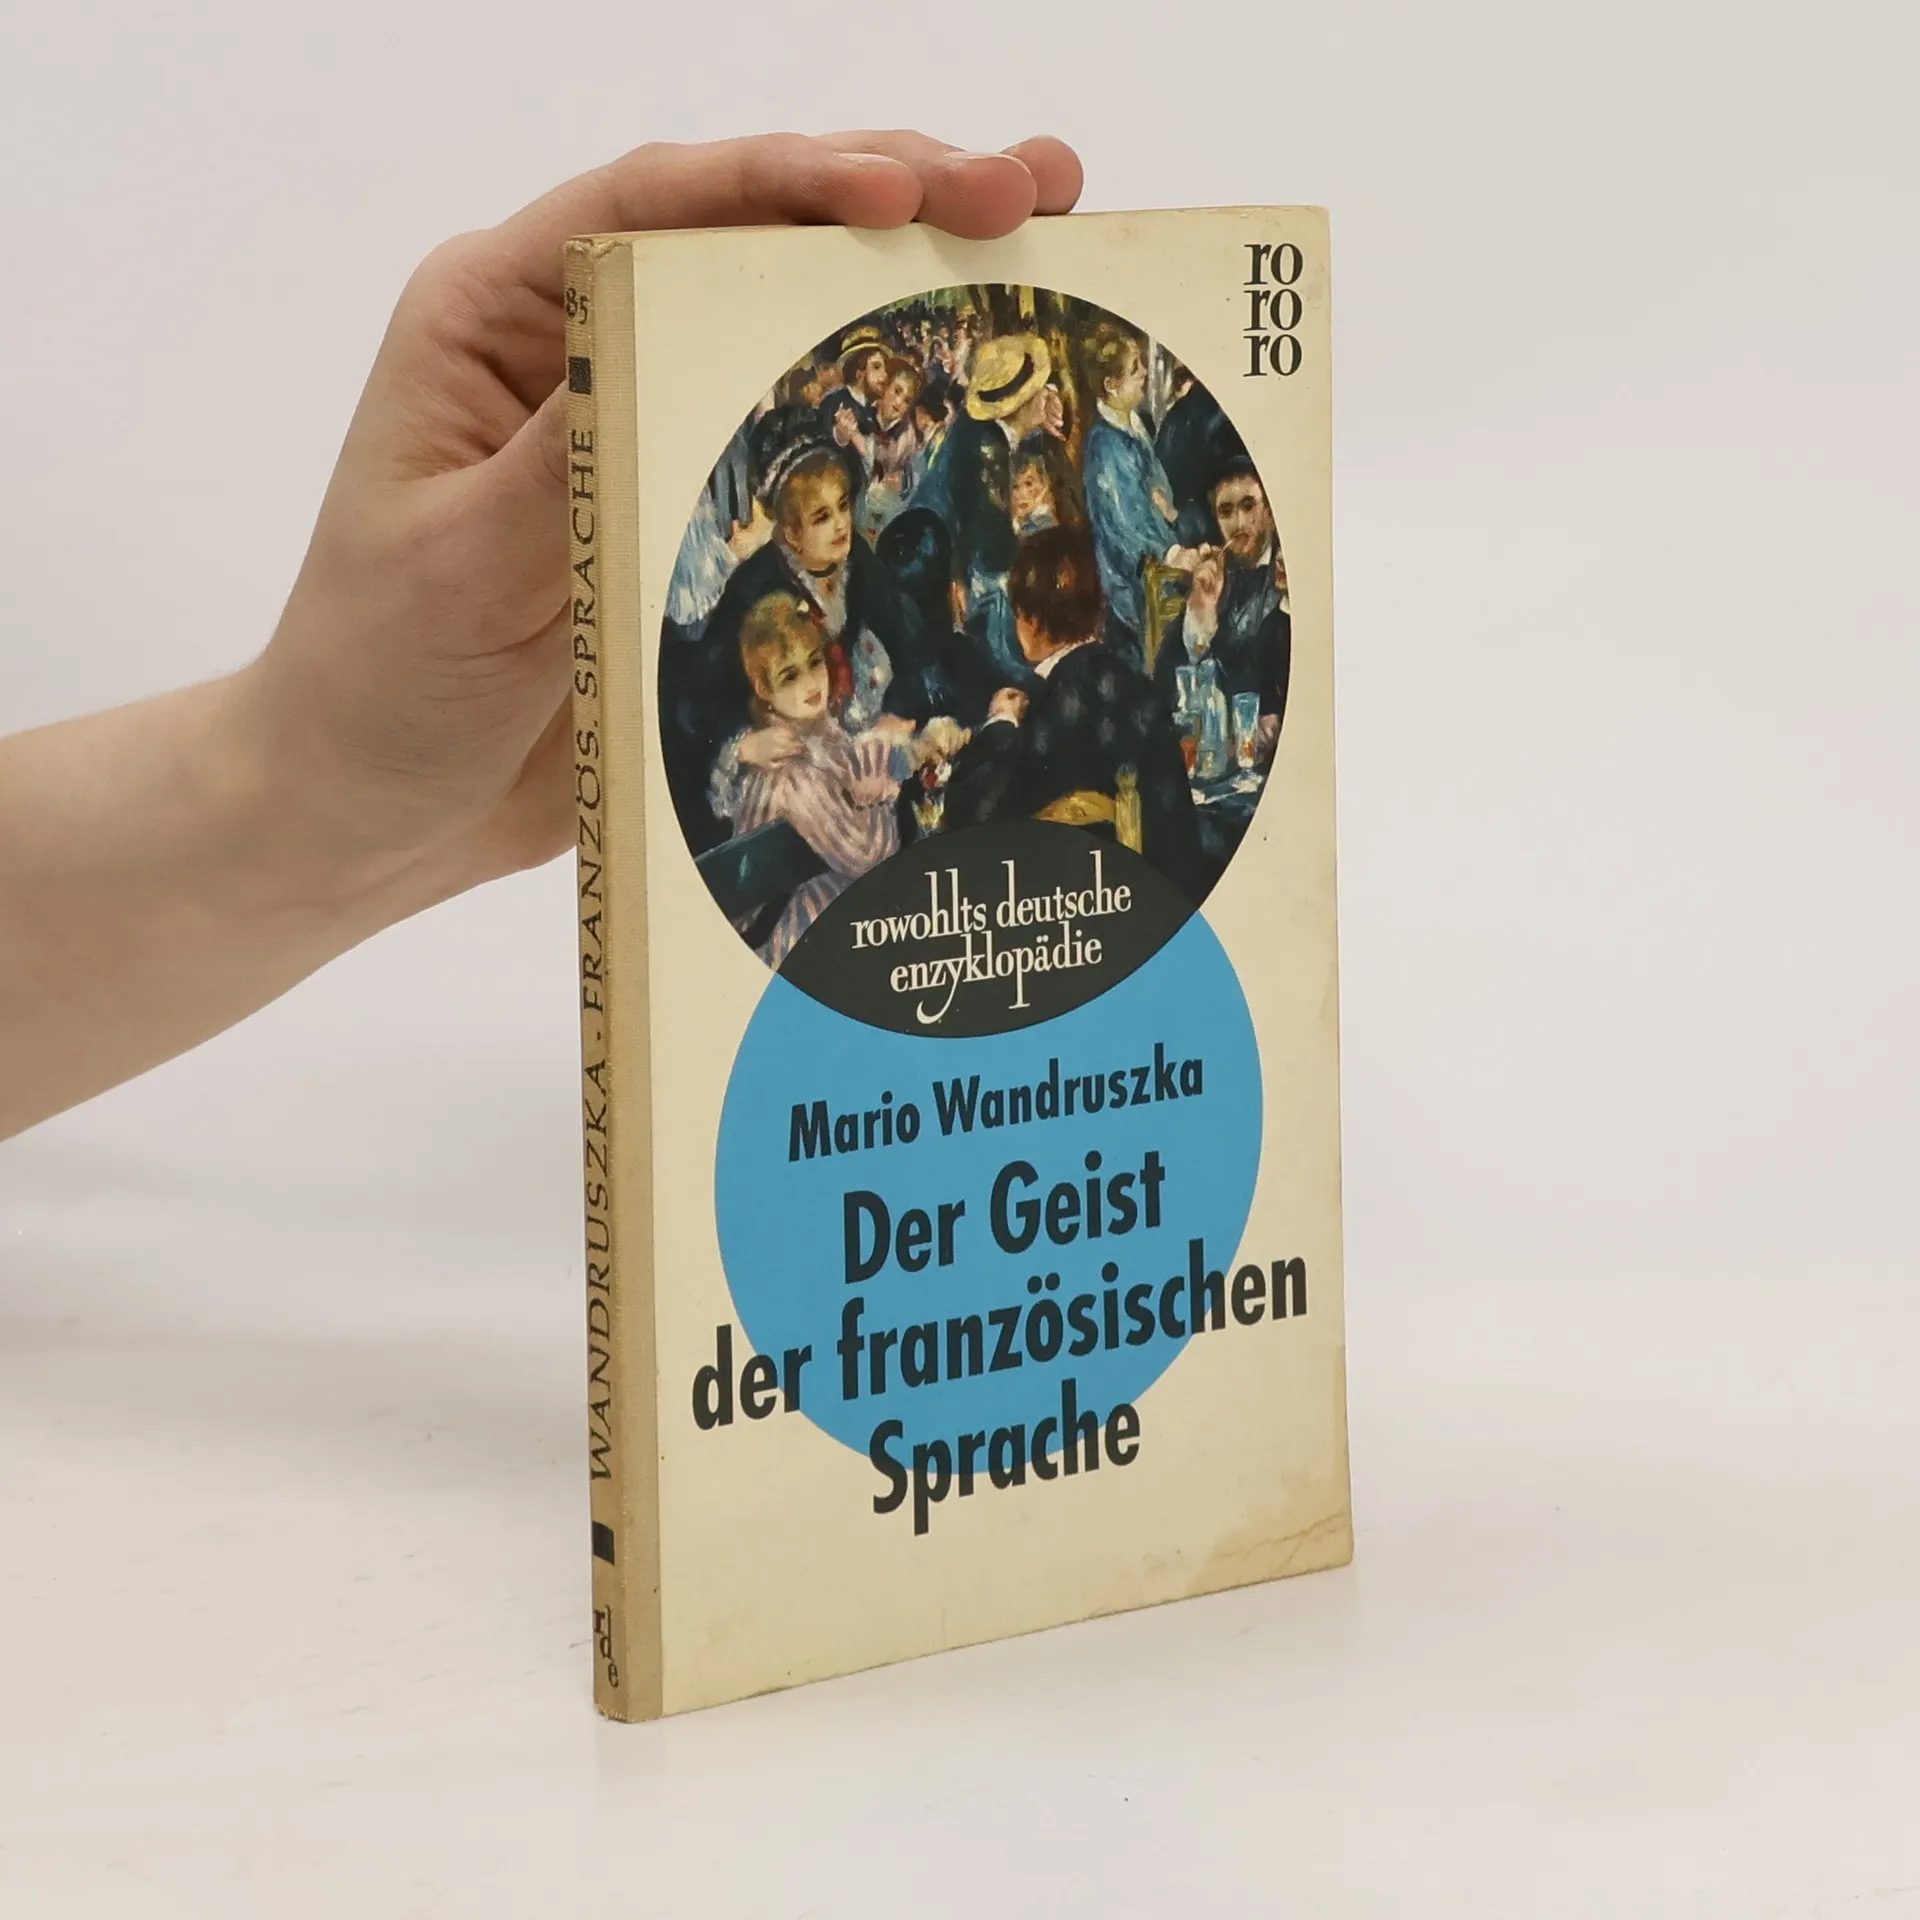 85
WANDRUSZKA · FRANZÖS. SPRACHE
rde
ro
ro
ro
rowohlts deutsche
enzyklopädie
Mario Wandruszka
Der Geist
der französischen
Sprache